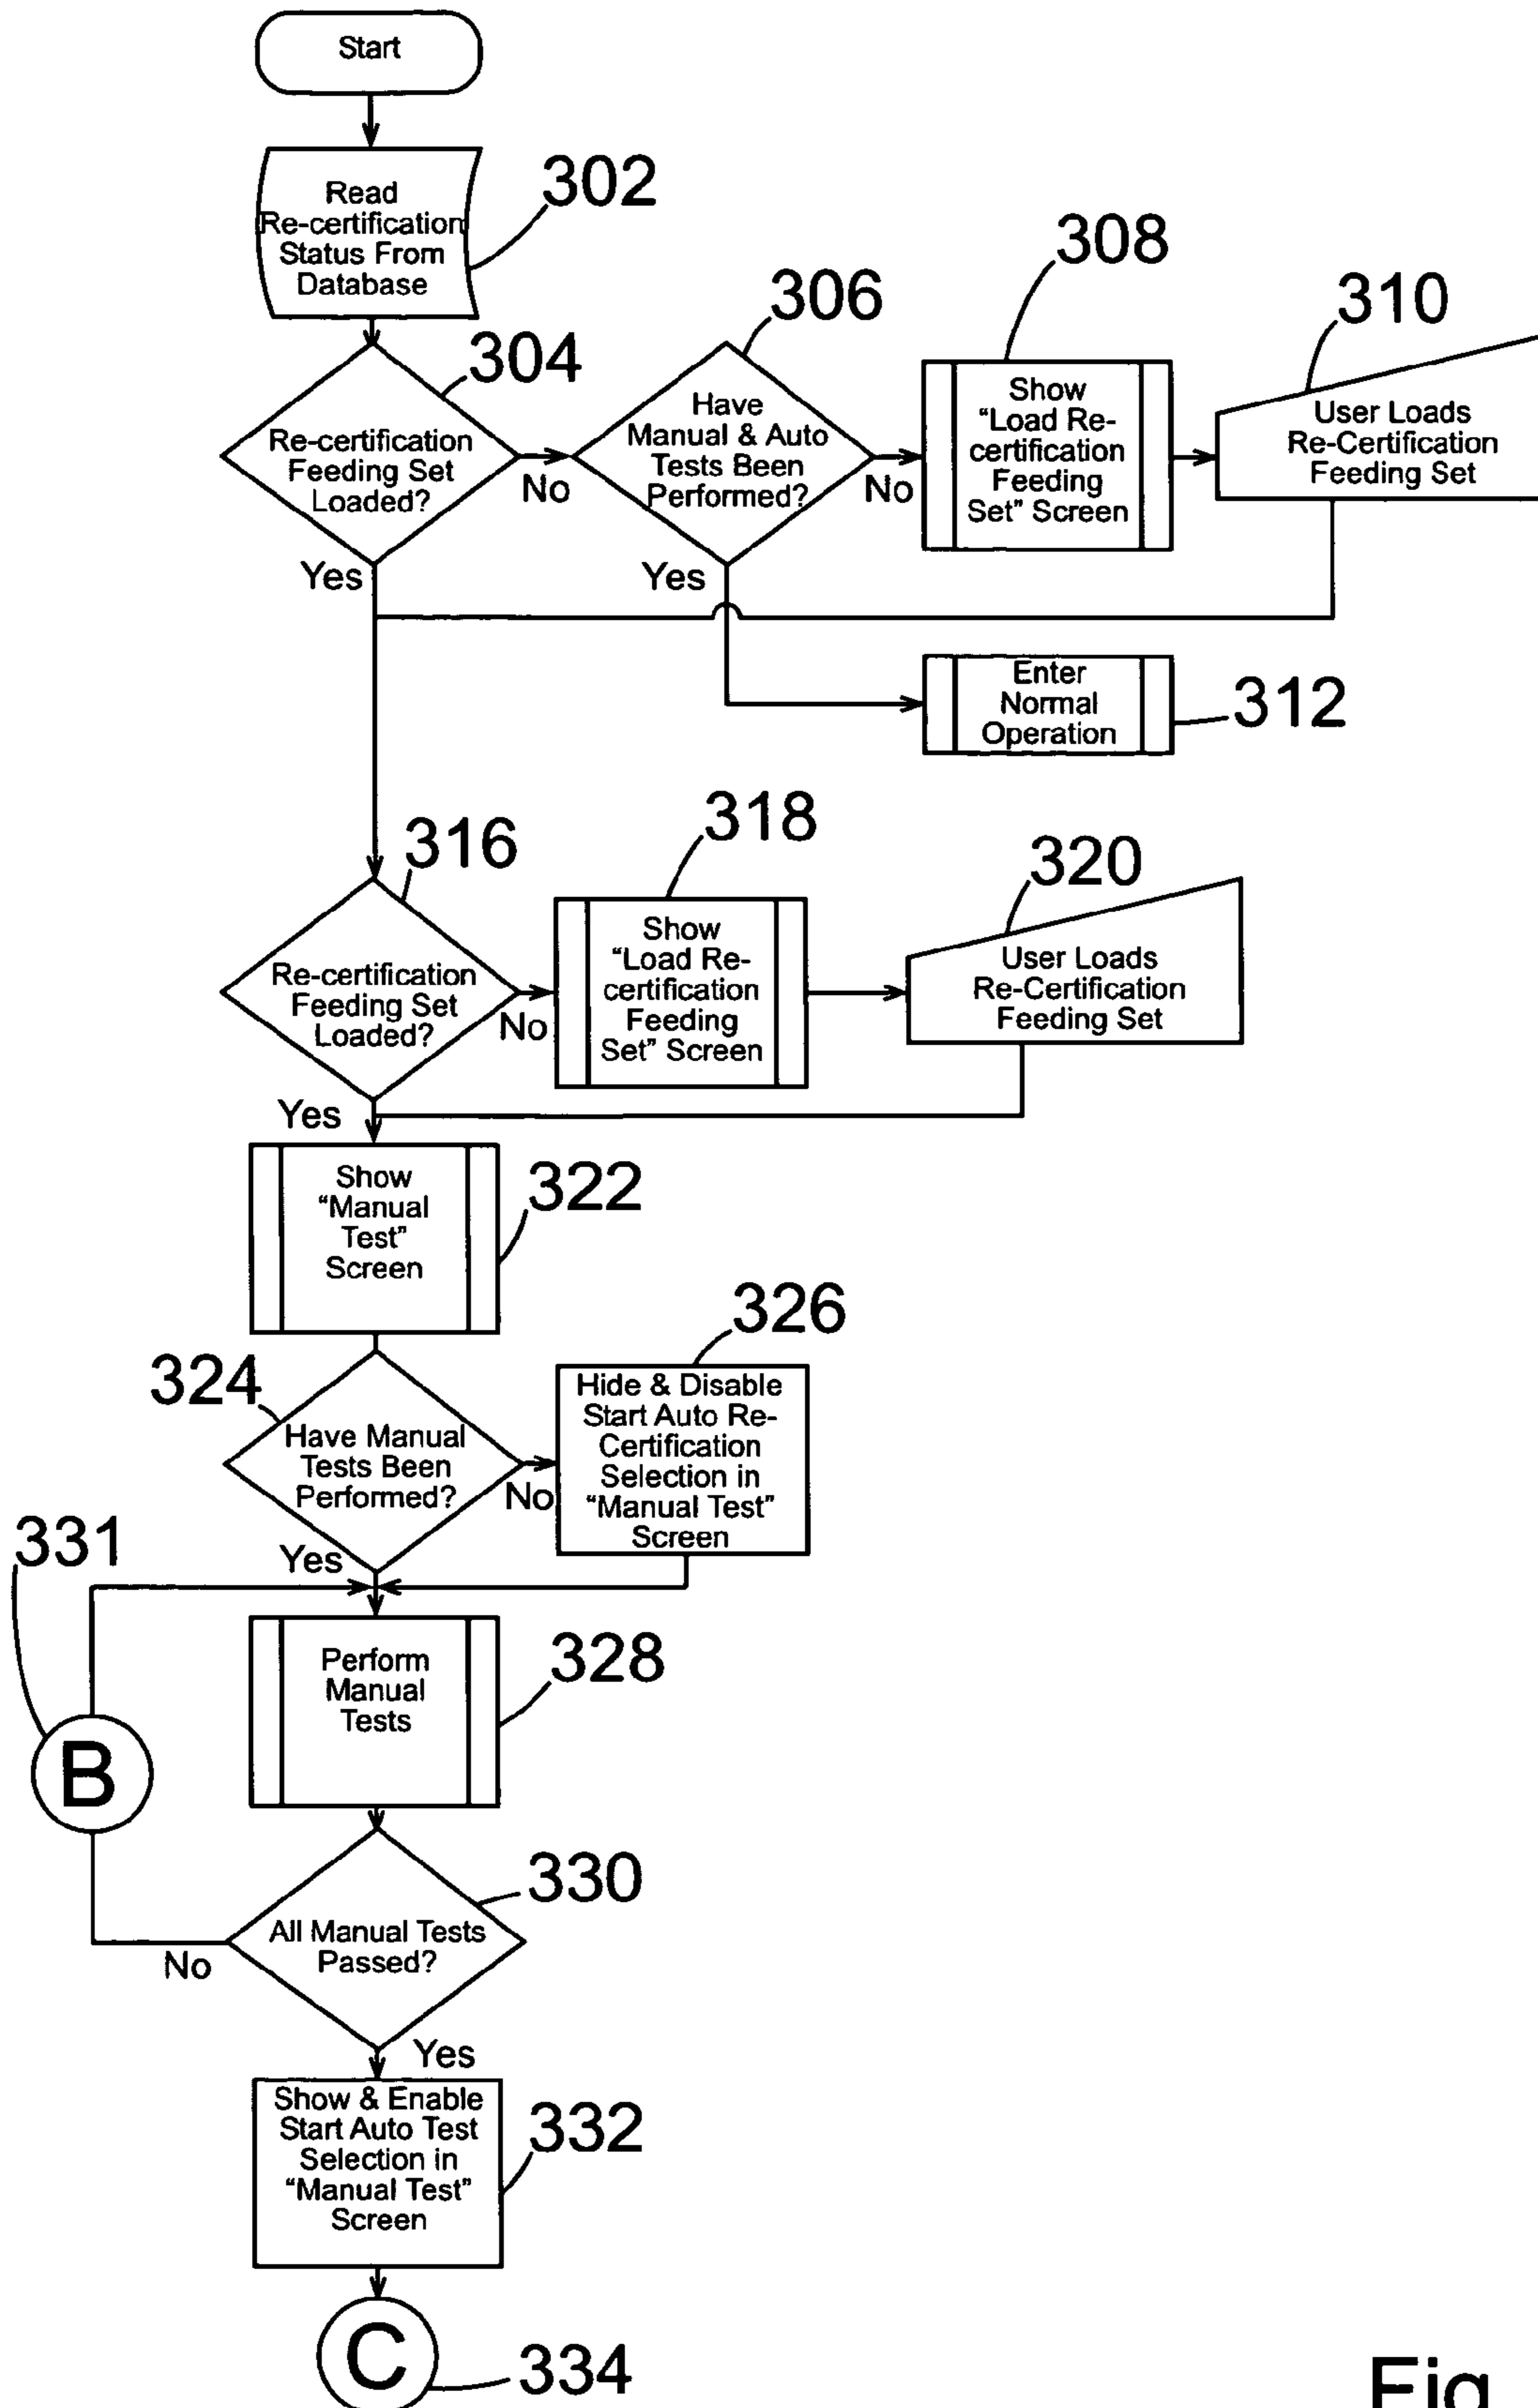 Start
Read
Re-certification
Status From
Database
302
304
Re-certification
Feeding Set
Loaded?
No
Yes
306
Have
Manual & Auto
Tests Been
Performed?
No
Yes
308
Show
“Load Re-
certification
Feeding
Set” Screen
310
User Loads
Re-Certification
Feeding Set
Enter
Normal
Operation
312
316
Re-certification
Feeding Set
Loaded?
No
Yes
318
Show
“Load Re-
certification
Feeding
Set” Screen
320
User Loads
Re-Certification
Feeding Set
Show
“Manual
Test”
Screen
322
324
Have Manual
Tests Been
Performed?
No
Yes
326
Hide & Disable
Start Auto Re-
Certification
Selection in
“Manual Test”
Screen
331
B
Perform
Manual
Tests
328
330
All Manual Tests
Passed?
No
Yes
Show & Enable
Start Auto Test
Selection in
“Manual Test”
Screen
332
C
334
Fig